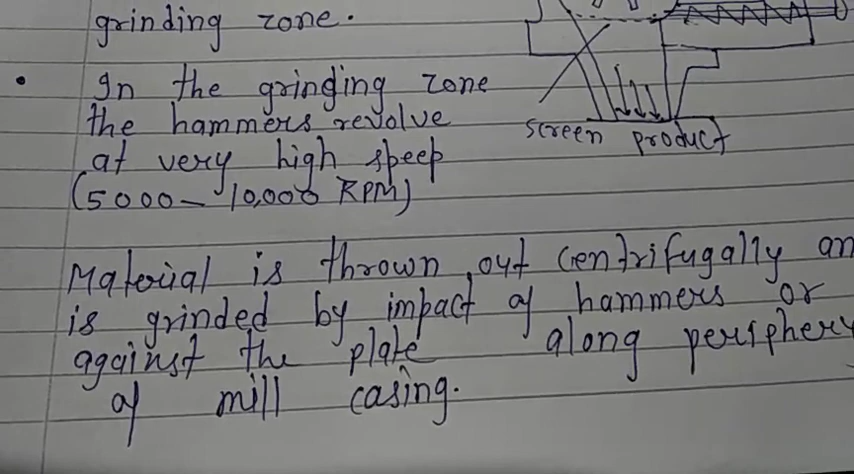 grinding zone.
In the grinding zone
the hammers revolve
at very high speep
(5000- 10,000 RPM)
screen product
Material is thrown out centrifugally an
is grinded by impact of hammers or
against the plate along periphery
of mill casing.